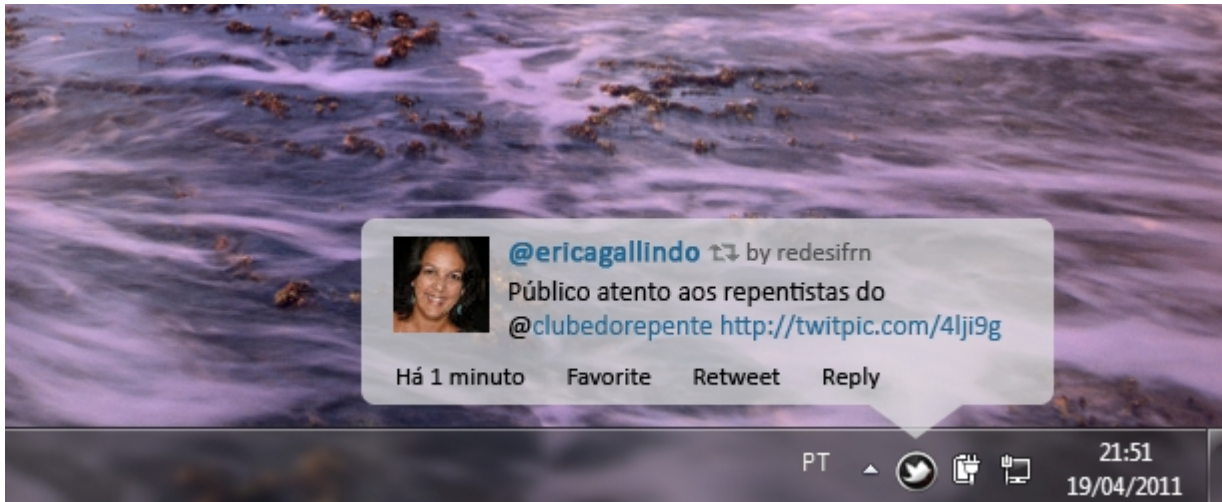 @ericagallindo by redesifrn
Público atento aos repentistas do
@clubedorepente http://twitpic.com/4lji9g
Há 1 minuto Favorite Retweet Reply
PT
21:51
19/04/2011